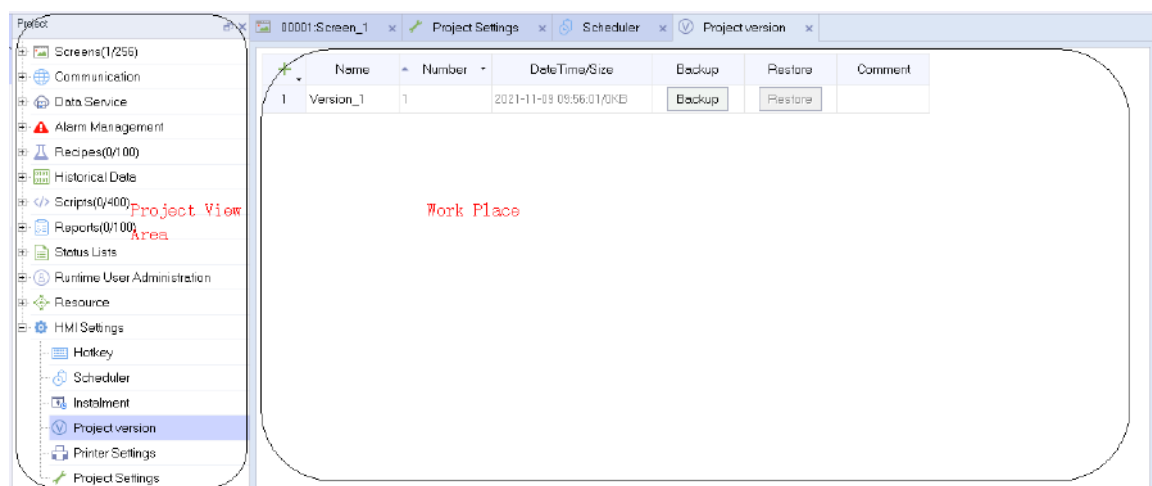 Project
00001:Screen_1
Project Settings
Scheduler
Project version
Screens(1/256)
Communication
Data Service
Alarm Management
Recipes(0/100)
Historical Data
Scripts(0/400)
Reports(0/100)
Status Lists
Runtime User Administration
Resource
HMI Settings
Hotkey
Scheduler
Instalment
Project version
Printer Settings
Project Settings
Project View
Area
Name Number DateTime/Size Backup Restore Comment
1 Version_1 1 2021-11-09 09:56:01/0KB Backup Restore
Work Place